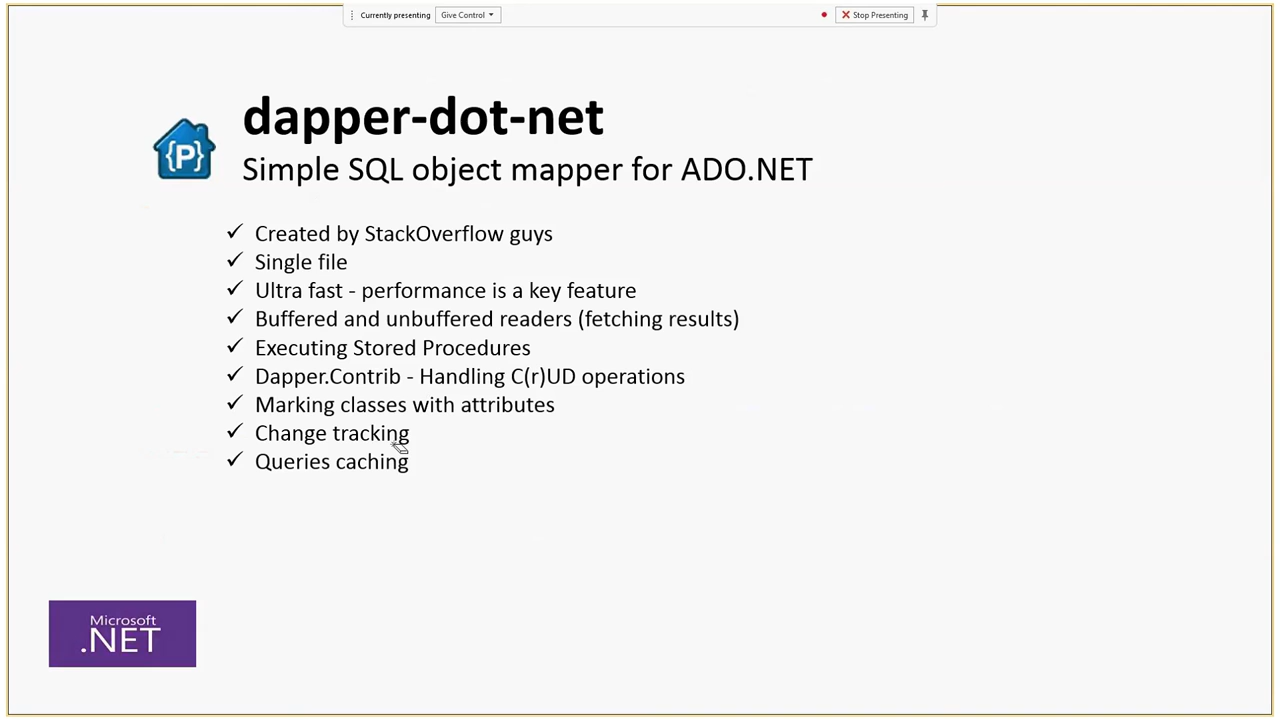 Currently presenting Give Control Stop Presenting
dapper-dot-net
{P}
Simple SQL object mapper for ADO.NET
✓ Created by StackOverflow guys
✓ Single file
✓ Ultra fast - performance is a key feature
✓ Buffered and unbuffered readers (fetching results)
✓ Executing Stored Procedures
✓ Dapper.Contrib - Handling C(r)UD operations
✓ Marking classes with attributes
✓ Change tracking
✓ Queries caching
Microsoft
.NET